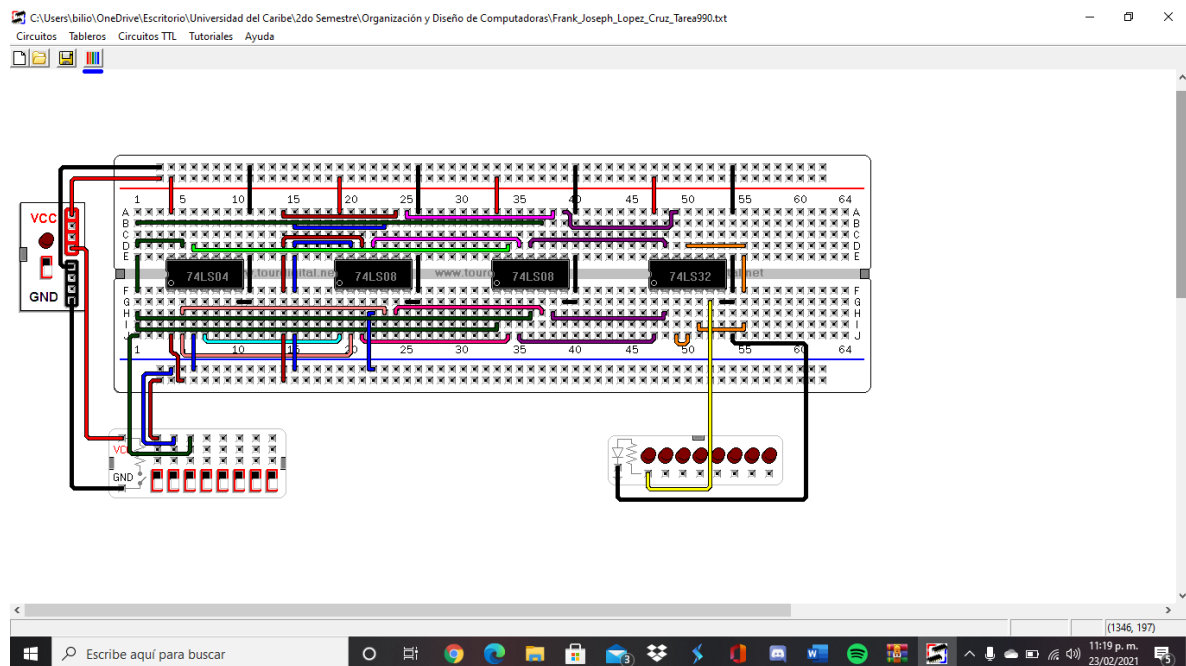 C:\Users\bilio\OneDrive\Escritorio\Universidad del Caribe\2do Semestre\Organización y Diseño de Computadoras\Frank_Joseph_Lopez_Cruz_Tarea990.txt
Circuitos Tableros Circuitos TTL Tutoriales Ayuda
1 5 10 15 20 25 30 35 40 45 50 55 60 64
A A
B B
C C
D D
E E
VCC
GND
74LS04 74LS08 74LS08 74LS32
F F
G G
H H
I I
J J
1 10 15 20 25 30 35 40 45 50 55 60 64
GND
(1346, 197)
Escribe aquí para buscar
3
11:19 p. m.
23/02/2021
5